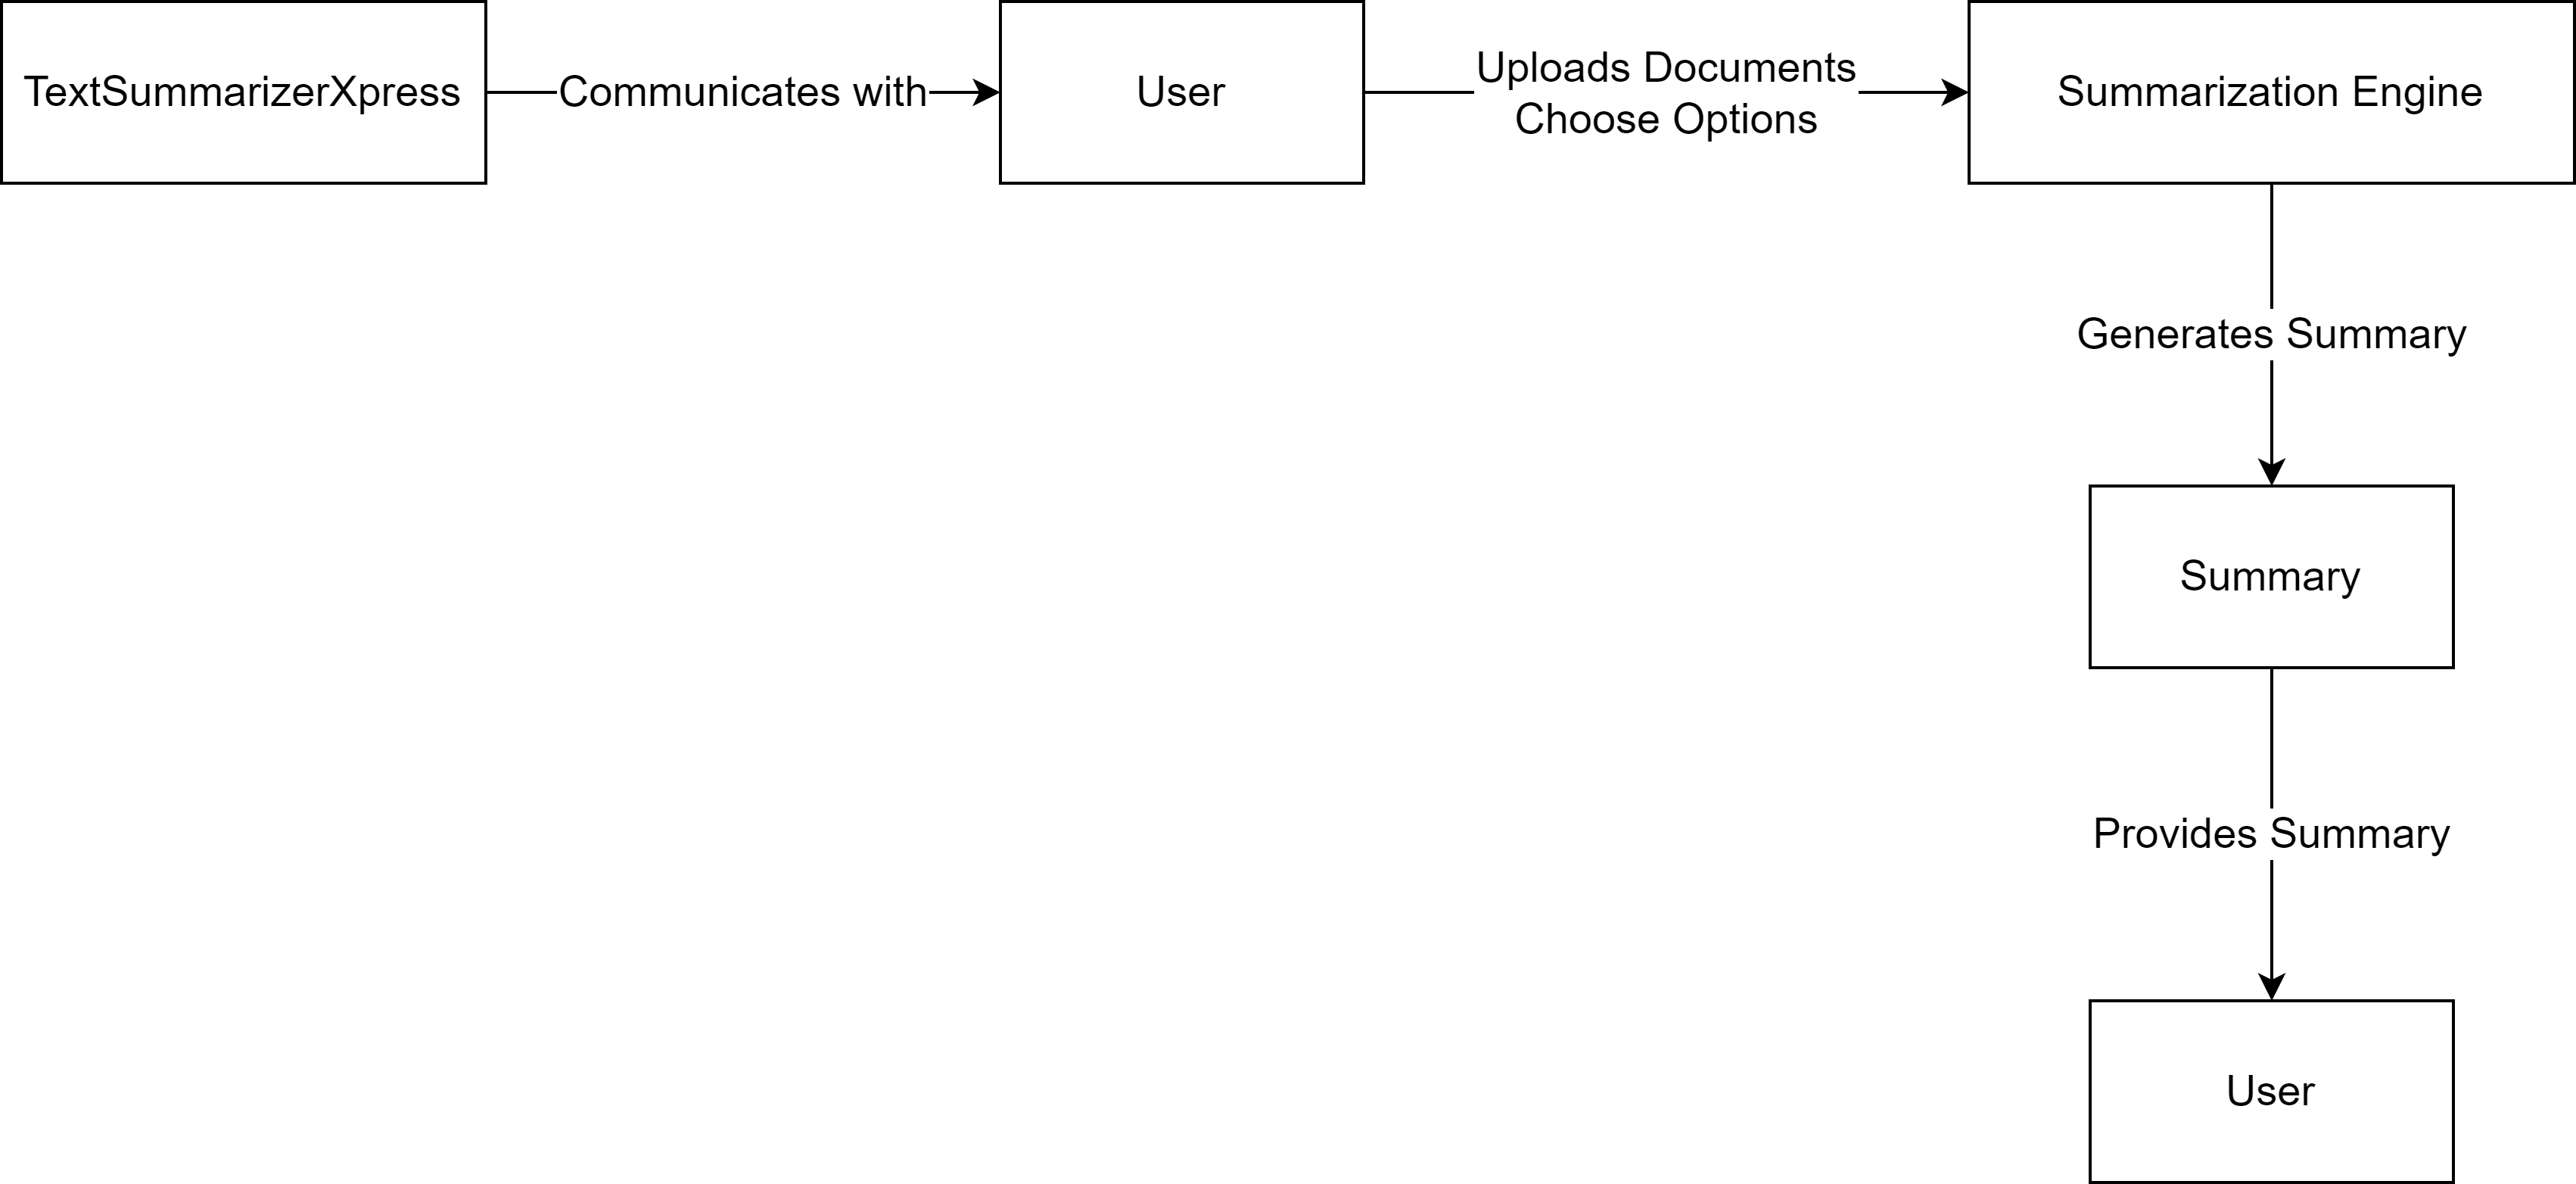 TextSummarizerXpress
Communicates with
User
Uploads Documents
Choose Options
Summarization Engine
Generates Summary
Summary
Provides Summary
User